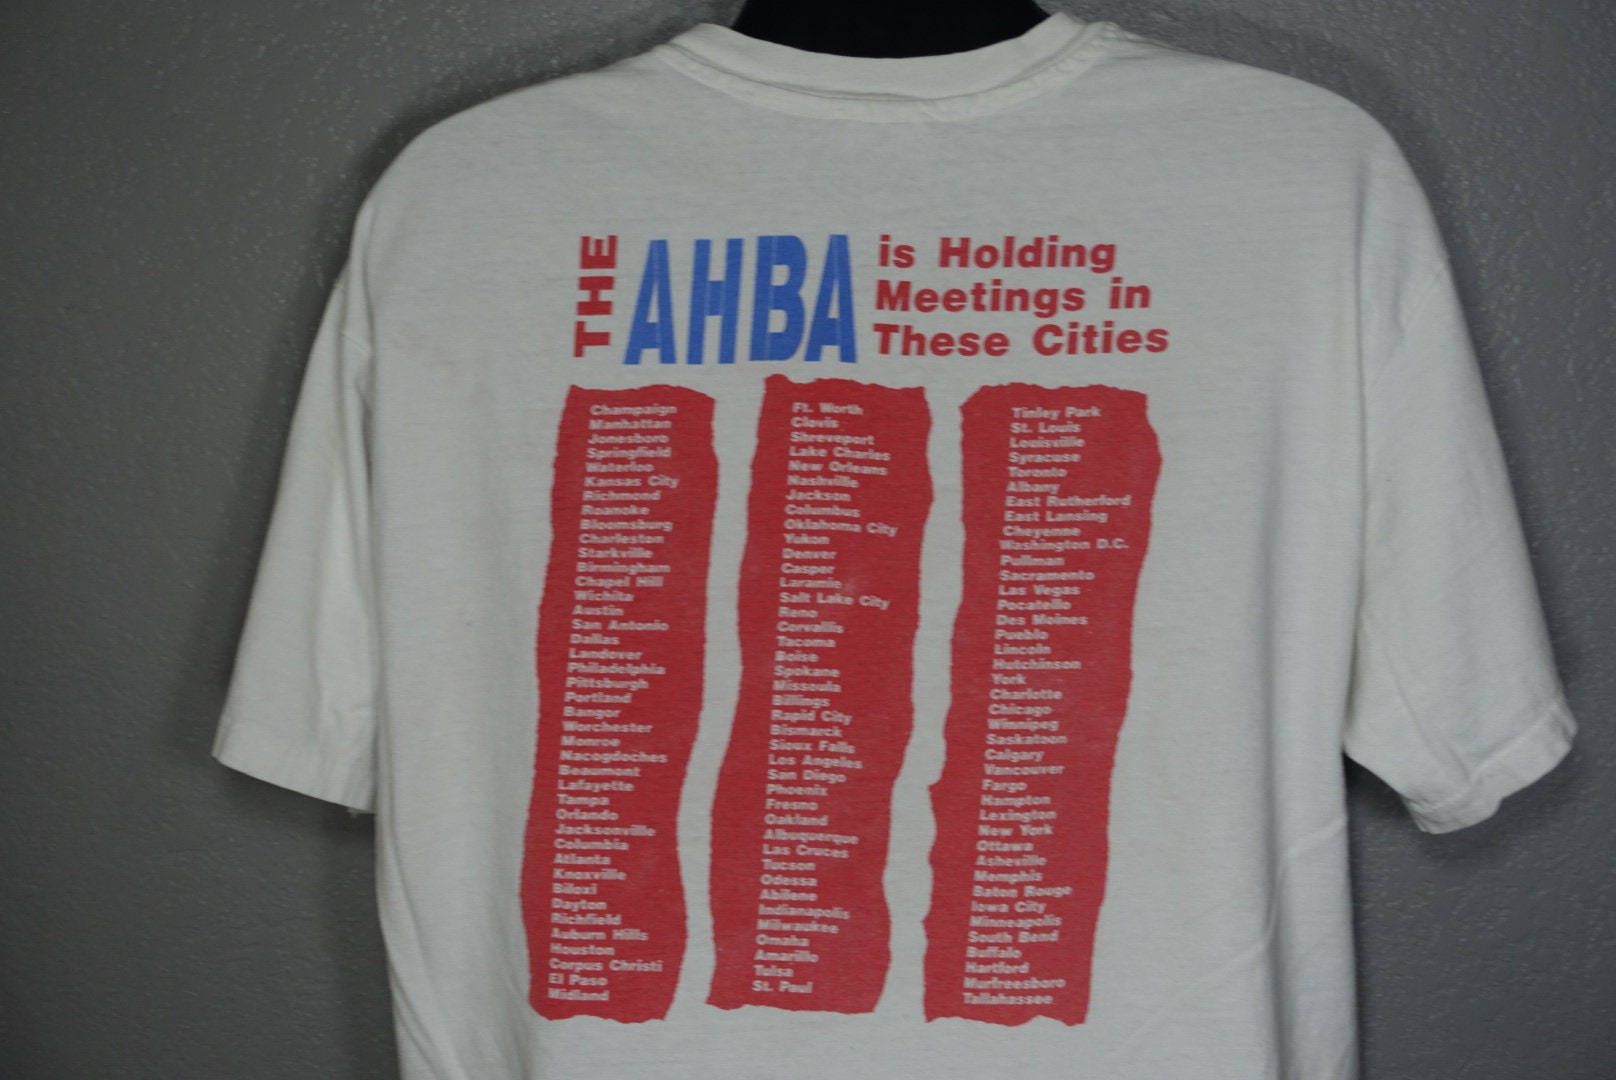 THE AHBA is Holding
Meetings in
These Cities
Champaign
Manhattan
Jonesboro
Springfield
Waterloo
Kansas City
Richmond
Roanoke
Bloomsburg
Charleston
Starkville
Birmingham
Chapel Hill
Wichita
Austin
San Antonio
Dallas
Landover
Philadelphia
Pittsburgh
Portland
Bangor
Worchester
Monroe
Nacogdoches
Beaumont
Lafayette
Tampa
Orlando
Jacksonville
Columbia
Atlanta
Knoxville
Biloxi
Dayton
Richfield
Auburn Hills
Houston
Corpus Christi
El Paso
Midland
Ft. Worth
Clovis
Shreveport
Lake Charles
New Orleans
Nashville
Jackson
Columbus
Oklahoma City
Yukon
Denver
Casper
Laramie
Salt Lake City
Reno
Corvallis
Tacoma
Boise
Spokane
Missoula
Billings
Rapid City
Bismarck
Sioux Falls
Los Angeles
San Diego
Phoenix
Fresno
Oakland
Albuquerque
Las Cruces
Tucson
Odessa
Abilene
Indianapolis
Milwaukee
Omaha
Amarillo
Tulsa
St. Paul
Tinley Park
St. Louis
Louisville
Syracuse
Toronto
Albany
East Rutherford
East Lansing
Cheyenne
Washington D.C.
Pullman
Sacramento
Las Vegas
Pocatello
Des Moines
Pueblo
Lincoln
Hutchinson
York
Charlotte
Chicago
Winnipeg
Saskatoon
Calgary
Vancouver
Fargo
Hampton
Lexington
New York
Ottawa
Asheville
Memphis
Baton Rouge
Iowa City
Minneapolis
South Bend
Buffalo
Hartford
Murfreesboro
Tallahassee